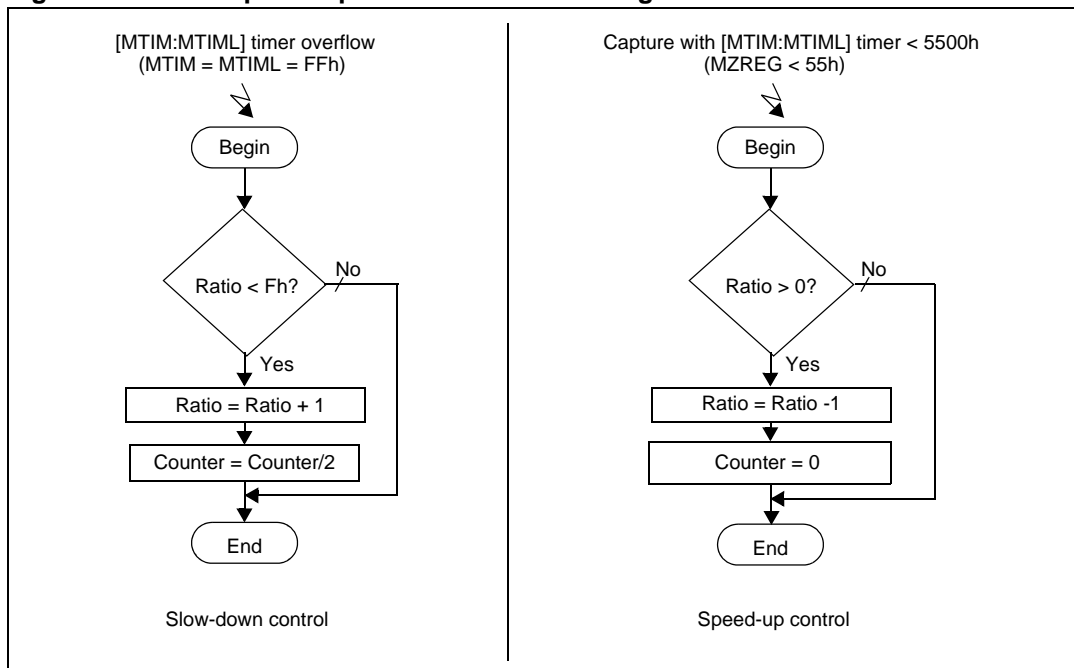 [MTIM:MTIML] timer overflow
(MTIM = MTIML = FFh)
Begin
Ratio < Fh?
No
Yes
Ratio = Ratio + 1
Counter = Counter/2
End
Slow-down control
Capture with [MTIM:MTIML] timer < 5500h
(MZREG < 55h)
Begin
Ratio > 0?
No
Yes
Ratio = Ratio -1
Counter = 0
End
Speed-up control